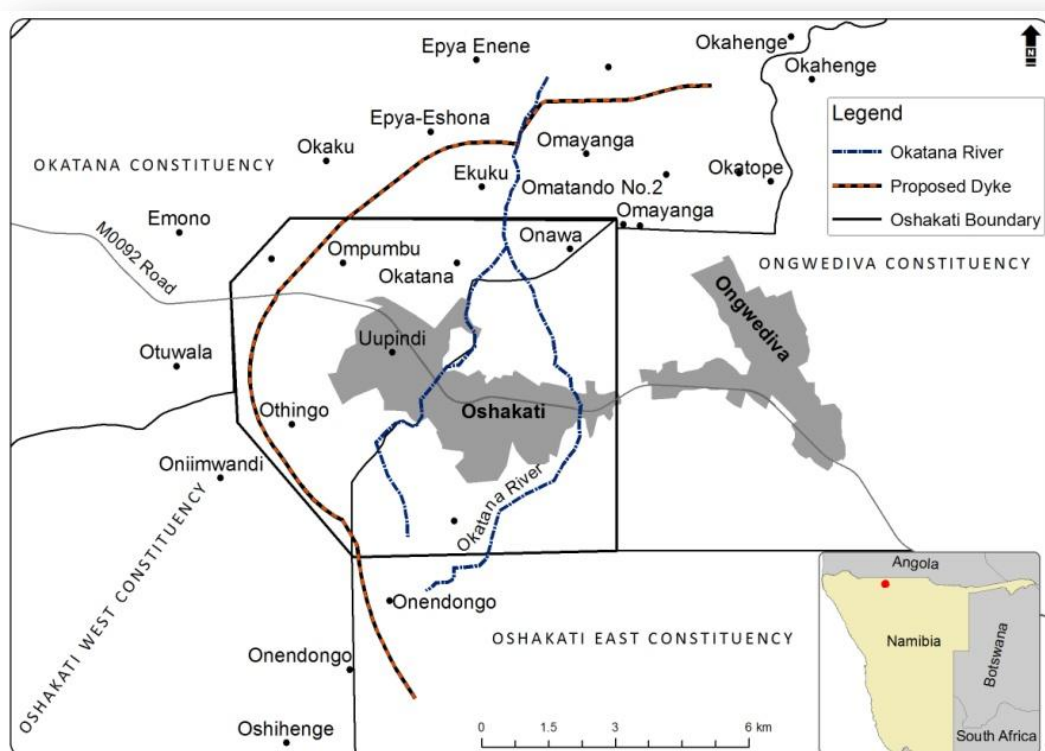 Epya Enene
Okahenge
N
Okahenge
Legend
Okatana River
Proposed Dyke
Oshakati Boundary
Epya-Eshona
Omayanga
Okaku
OKATANA CONSTITUENCY
Ekuku
Okatope
Omatando No.2
Omayanga
Emono
M0092 Road
Ompumbu
Okatana
Onawa
ONGWEDIVA CONSTITUENCY
Ongwediva
Uupindi
Otuwala
Othingo
Oshakati
Oniimwandi
Okatana River
OSHAKATI WEST CONSTITUENCY
Onendongo
OSHAKATI EAST CONSTITUENCY
Onendongo
Oshihenge
0 1.5 3 6 km
Angola
Namibia
Botswana
South Africa